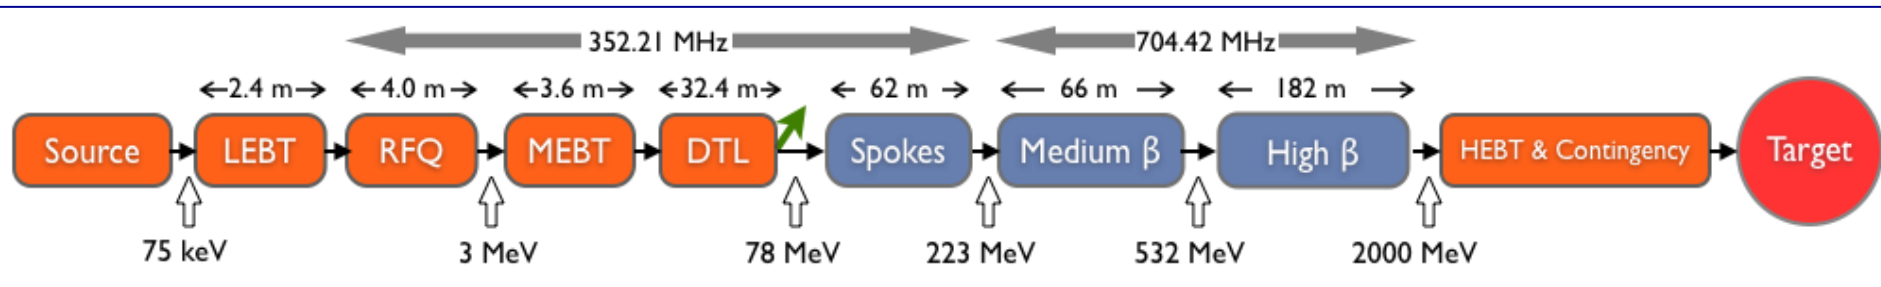 352.21 MHz 704.42 MHz
2.4 m 4.0 m 3.6 m 32.4 m 62 m 66 m 182 m
Source LEBT RFQ MEBT DTL Spokes Medium β High β HEBT & Contingency Target
75 keV 3 MeV 78 MeV 223 MeV 532 MeV 2000 MeV